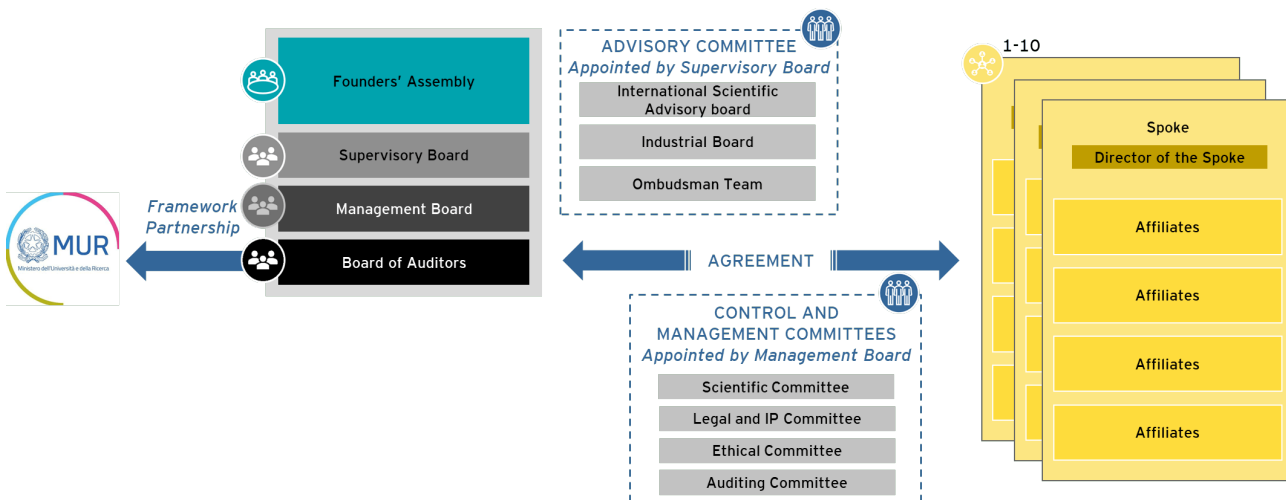 MUR
Ministero dell'Università e della Ricerca
Framework
Partnership
Founders' Assembly
Supervisory Board
Management Board
Board of Auditors
ADVISORY COMMITTEE
Appointed by Supervisory Board
International Scientific
Advisory board
Industrial Board
Ombudsman Team
AGREEMENT
CONTROL AND
MANAGEMENT COMMITTEES
Appointed by Management Board
Scientific Committee
Legal and IP Committee
Ethical Committee
Auditing Committee
1-10
Spoke
Director of the Spoke
Affiliates
Affiliates
Affiliates
Affiliates